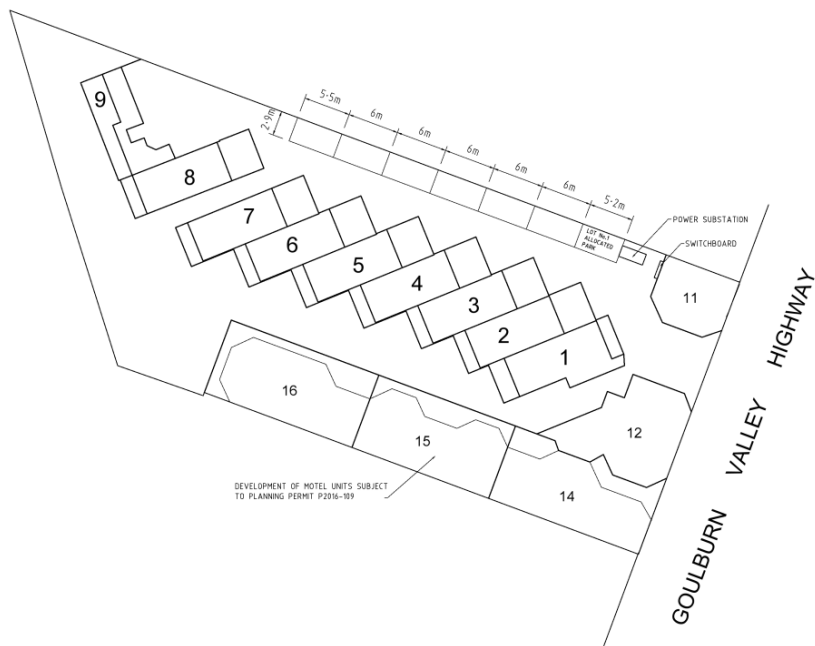 5·5m
6m
6m
6m
6m
6m
5·2m
2·9m
POWER SUBSTATION
SWITCHBOARD
LOT No.1
ALLOCATED
PARK
9
8
7
6
5
4
3
2
1
11
12
16
15
14
DEVELOPMENT OF MOTEL UNITS SUBJECT
TO PLANNING PERMIT P2016-109
GOULBURN VALLEY HIGHWAY